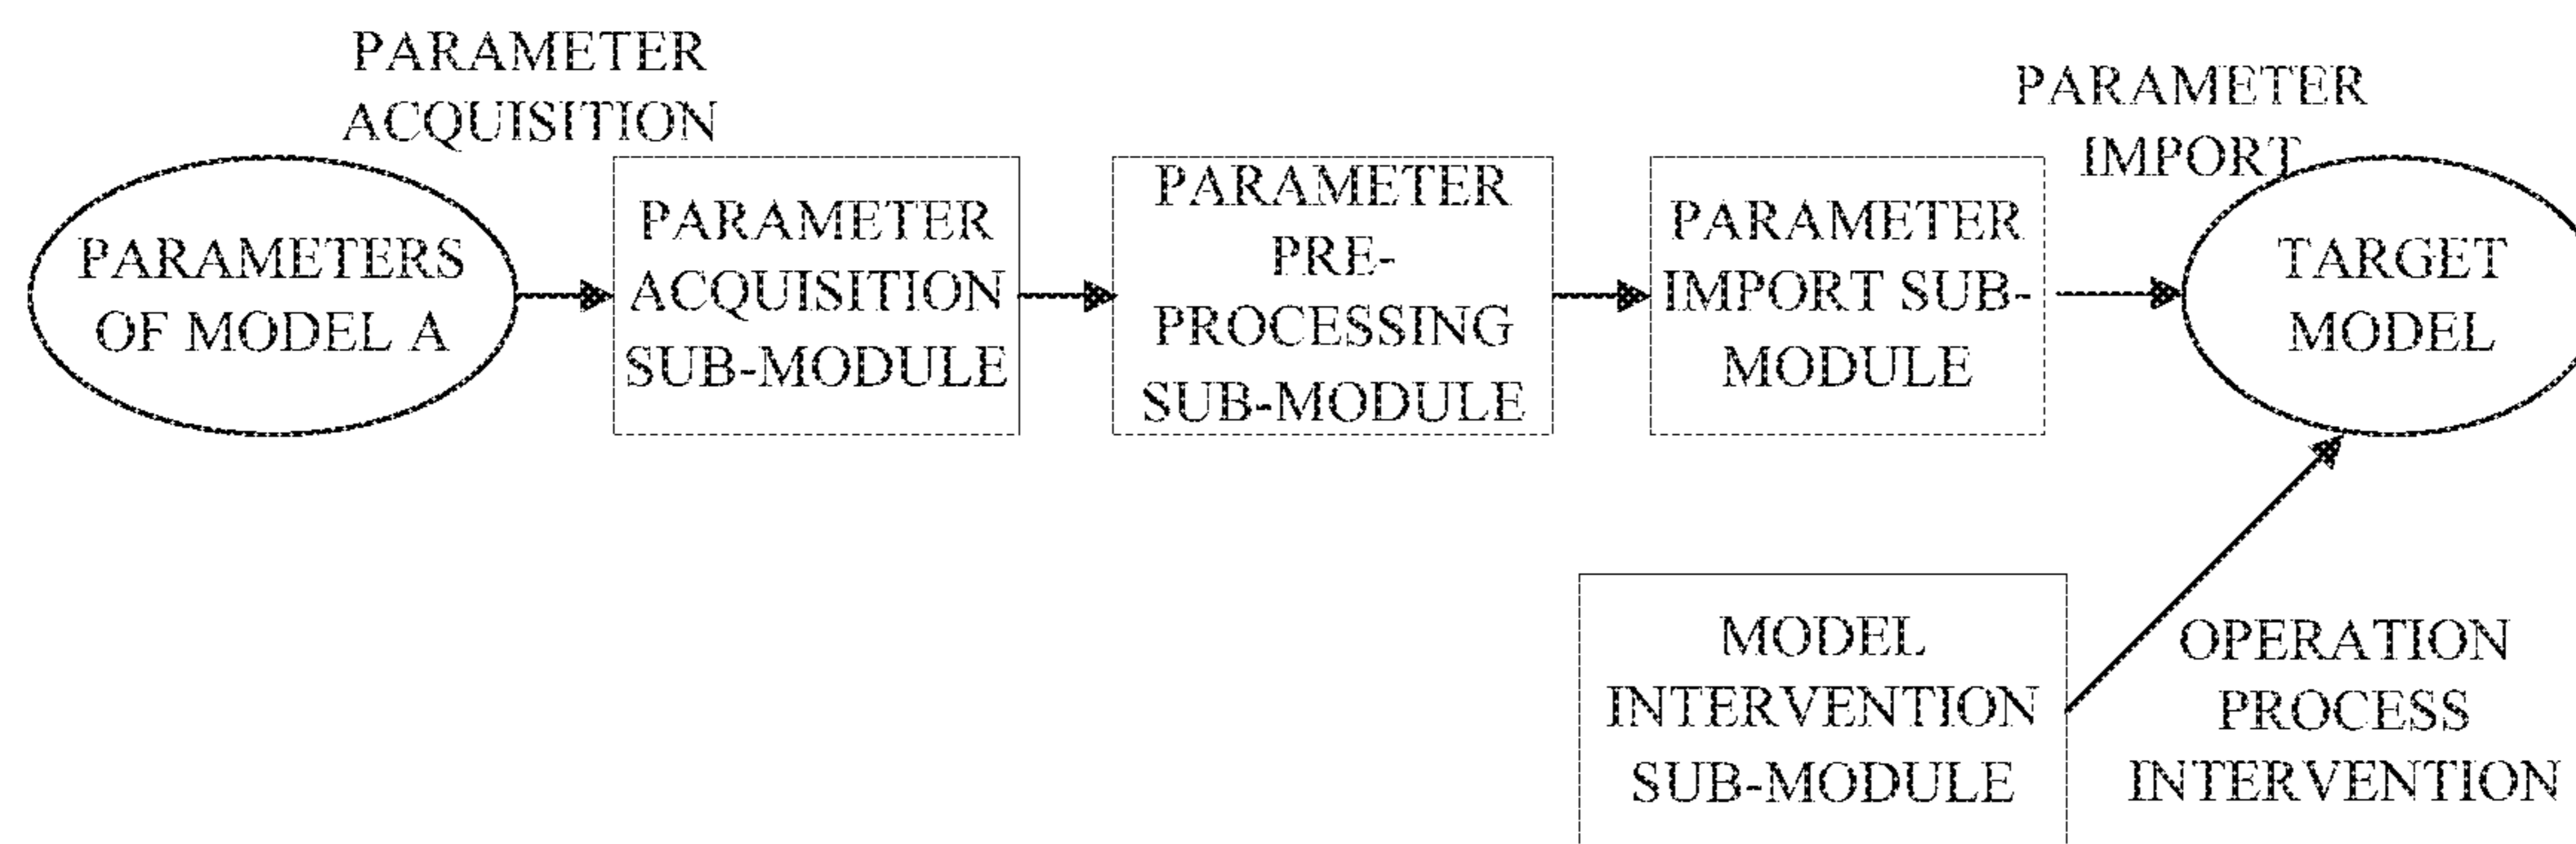 PARAMETER
ACQUISITION
PARAMETERS
OF MODEL A
PARAMETER
ACQUISITION
SUB-MODULE
PARAMETER
PRE-
PROCESSING
SUB-MODULE
PARAMETER
IMPORT SUB-
MODULE
PARAMETER
IMPORT
TARGET
MODEL
MODEL
INTERVENTION
SUB-MODULE
OPERATION
PROCESS
INTERVENTION